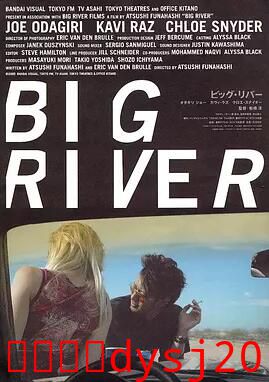 BANDAI VISUAL TOKYO FM TV ASAHI TOKYO THEATRES and OFFICE KITANO
PRESENT IN ASSOCIATION WITH BIG RIVER FILMS A FILM BY ATSUSHI FUNAHASHI "BIG RIVER"
JOE ODAGIRI KAVI RAZ CHLOE SNYDER
DIRECTOR OF PHOTOGRAPHY ERIC VAN DEN BRULLE PRODUCTION DESIGN JEFF BERCUME CASTING ALYSSA BLACK
COMPOSER JANEK DUSZYNSKI SOUND MIXER SERGIO SANMIGUEL SOUND DESIGN JUSTIN KAWASHIMA
EDITOR STEVE HAMILTON LINE PRODUCER JILL SCHNEIDER CO-PRODUCERS MOHAMMED NAQVI ALYSSA BLACK
PRODUCERS MASAYUKI MORI TAKIO YOSHIDA SHOZO ICHIYAMA
WRITTEN BY ATSUSHI FUNAHASHI AND ERIC VAN DEN BRULLE DIRECTED BY ATSUSHI FUNAHASHI
BIG
ビッグ・リバー
RIVER
dysj20